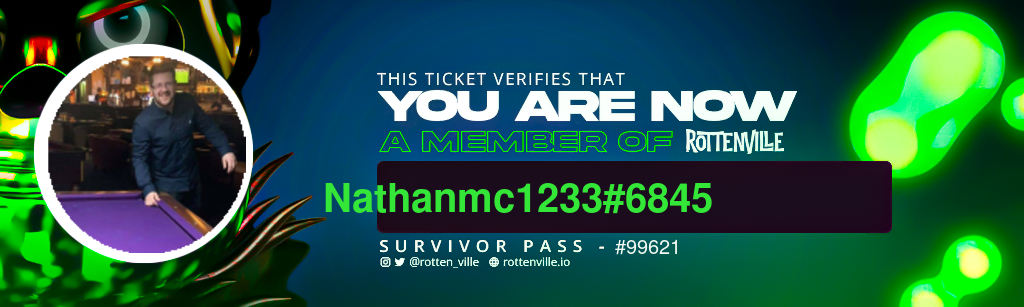 THIS TICKET VERIFIES THAT
YOU ARE NOW
A MEMBER OF ROTTENVILLE
Nathanmc1233#6845
SURVIVOR PASS - #99621
@rotten_ville rottenville.io